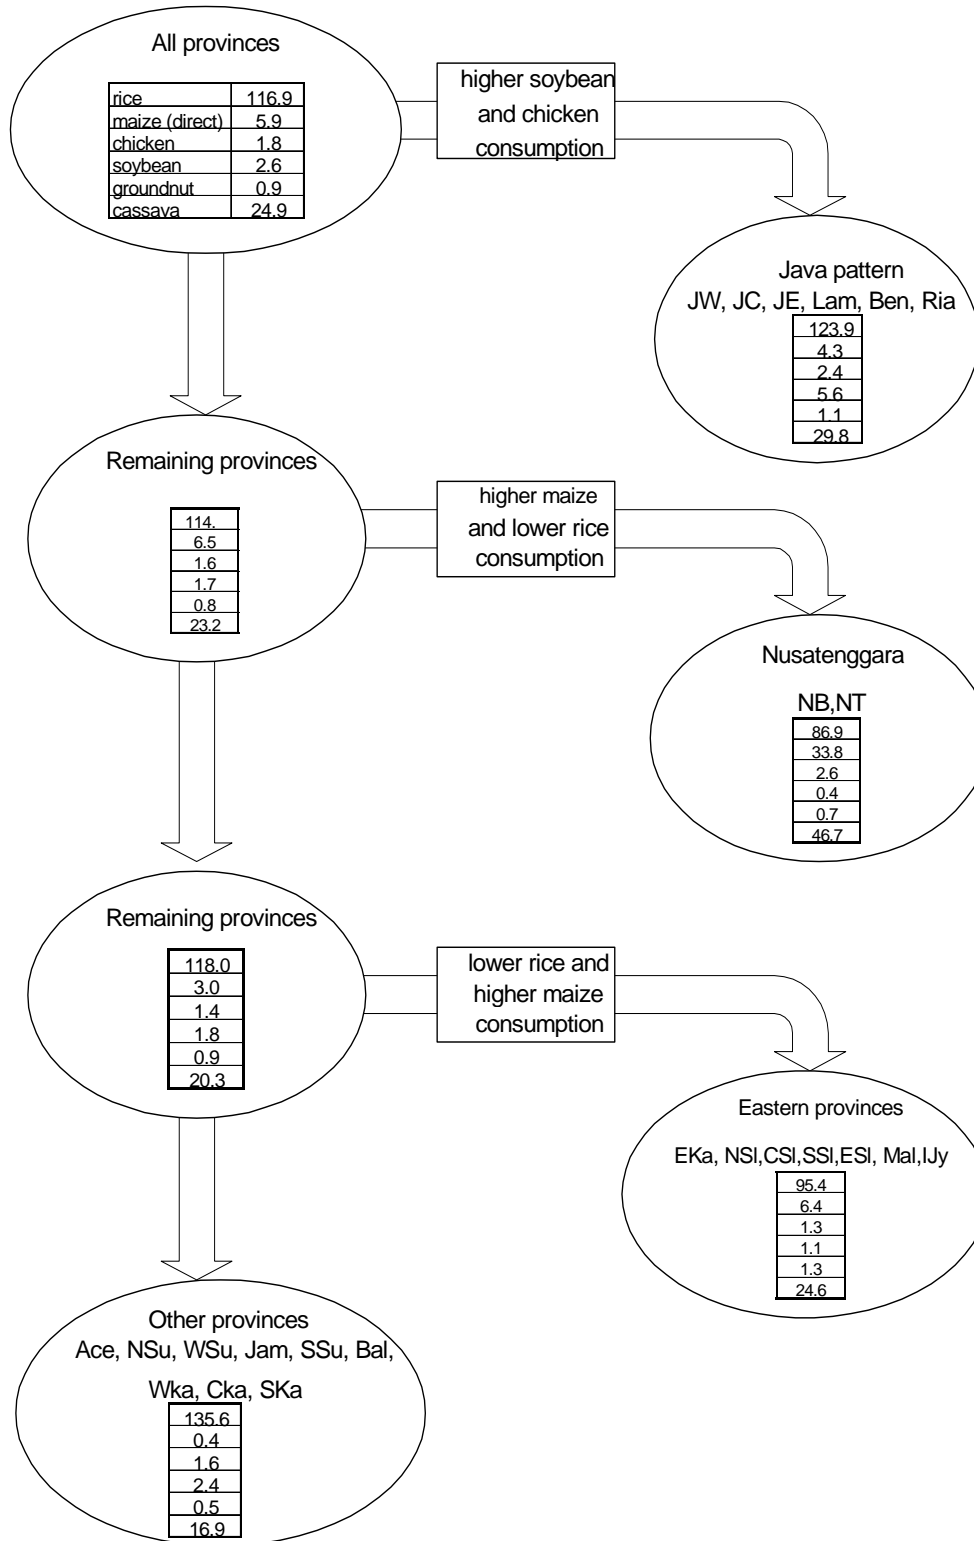 All provinces
rice 116.9
maize (direct) 5.9
chicken 1.8
soybean 2.6
groundnut 0.9
cassava 24.9
higher soybean
and chicken
consumption
Java pattern
JW, JC, JE, Lam, Ben, Ria
123.9
4.3
2.4
5.6
1.1
29.8
Remaining provinces
114.
6.5
1.6
1.7
0.8
23.2
higher maize
and lower rice
consumption
Nusatenggara
NB,NT
86.9
33.8
2.6
0.4
0.7
46.7
Remaining provinces
118.0
3.0
1.4
1.8
0.9
20.3
lower rice and
higher maize
consumption
Eastern provinces
EKa, NSl,CSl,SSl,ESl, Mal,IJy
95.4
6.4
1.3
1.1
1.3
24.6
Other provinces
Ace, NSu, WSu, Jam, SSu, Bal,
Wka, Cka, SKa
135.6
0.4
1.6
2.4
0.5
16.9